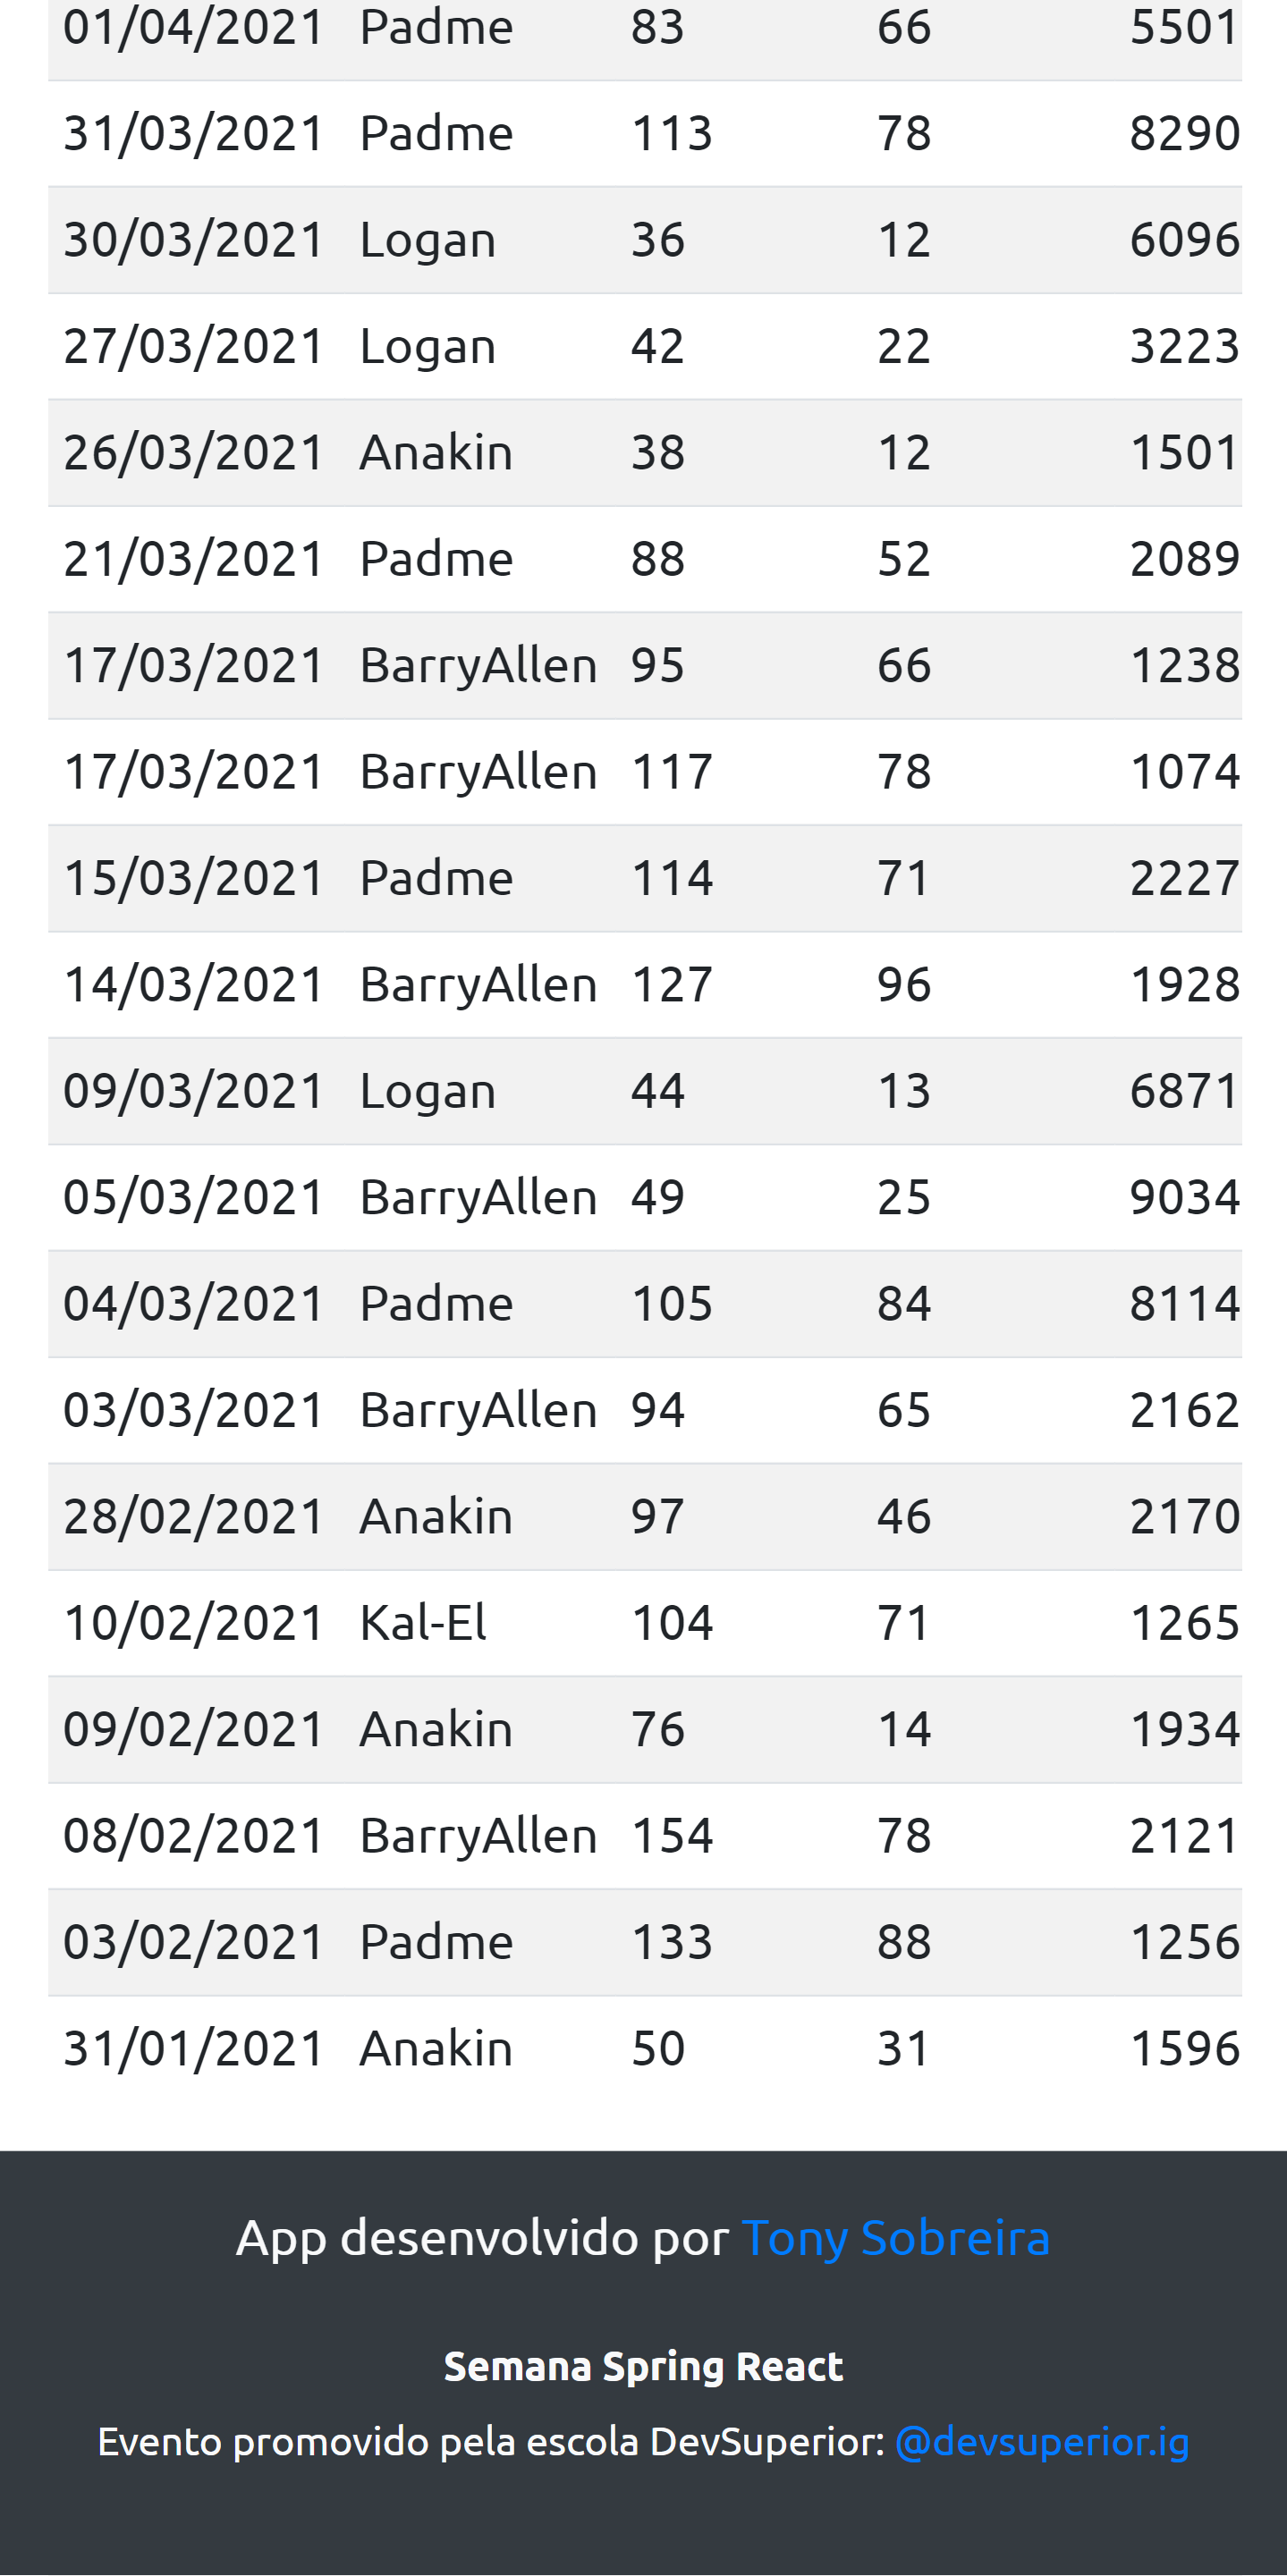 01/04/2021 Padme 83 66 5501
31/03/2021 Padme 113 78 8290
30/03/2021 Logan 36 12 6096
27/03/2021 Logan 42 22 3223
26/03/2021 Anakin 38 12 1501
21/03/2021 Padme 88 52 2089
17/03/2021 BarryAllen 95 66 1238
17/03/2021 BarryAllen 117 78 1074
15/03/2021 Padme 114 71 2227
14/03/2021 BarryAllen 127 96 1928
09/03/2021 Logan 44 13 6871
05/03/2021 BarryAllen 49 25 9034
04/03/2021 Padme 105 84 8114
03/03/2021 BarryAllen 94 65 2162
28/02/2021 Anakin 97 46 2170
10/02/2021 Kal-El 104 71 1265
09/02/2021 Anakin 76 14 1934
08/02/2021 BarryAllen 154 78 2121
03/02/2021 Padme 133 88 1256
31/01/2021 Anakin 50 31 1596
App desenvolvido por Tony Sobreira
Semana Spring React
Evento promovido pela escola DevSuperior: @devsuperior.ig